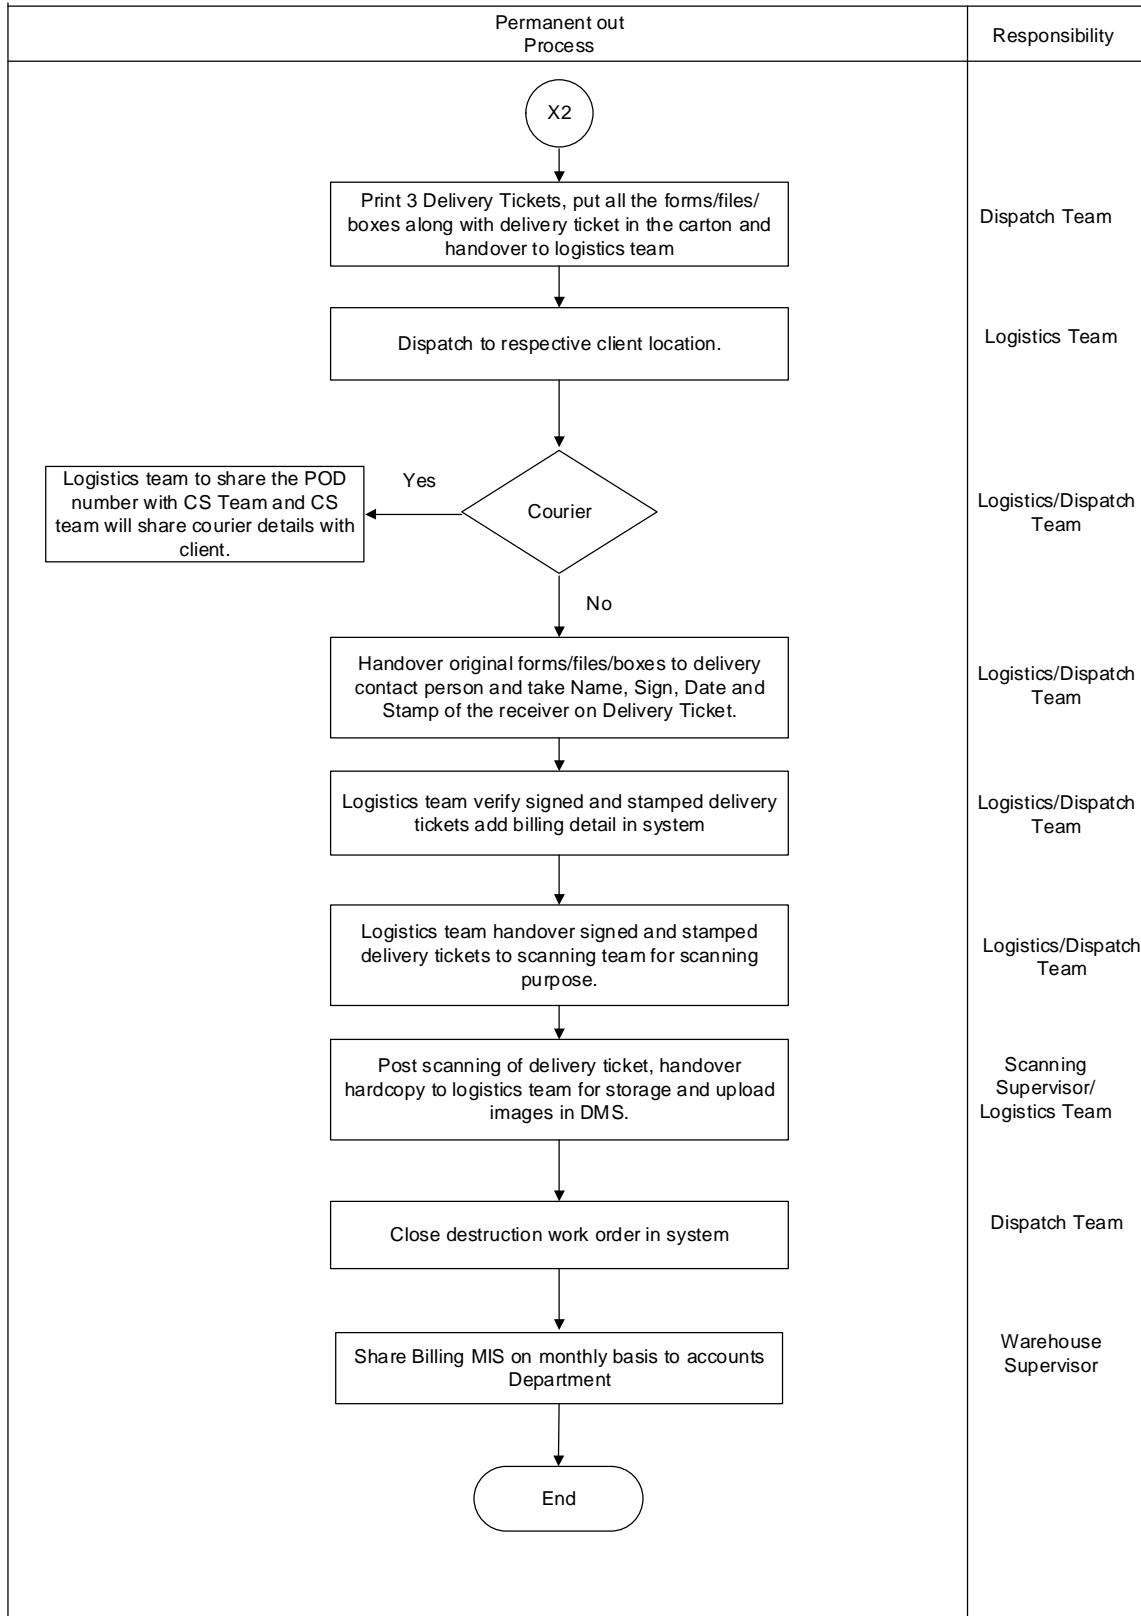 Permanent out
Process
Responsibility
X2
Print 3 Delivery Tickets, put all the forms/files/
boxes along with delivery ticket in the carton and
handover to logistics team
Dispatch Team
Dispatch to respective client location.
Logistics Team
Logistics team to share the POD
number with CS Team and CS
team will share courier details with
client.
Yes
Courier
Logistics/Dispatch
Team
No
Handover original forms/files/boxes to delivery
contact person and take Name, Sign, Date and
Stamp of the receiver on Delivery Ticket.
Logistics/Dispatch
Team
Logistics team verify signed and stamped delivery
tickets add billing detail in system
Logistics/Dispatch
Team
Logistics team handover signed and stamped
delivery tickets to scanning team for scanning
purpose.
Logistics/Dispatch
Team
Post scanning of delivery ticket, handover
hardcopy to logistics team for storage and upload
images in DMS.
Scanning
Supervisor/
Logistics Team
Close destruction work order in system
Dispatch Team
Share Billing MIS on monthly basis to accounts
Department
Warehouse
Supervisor
End